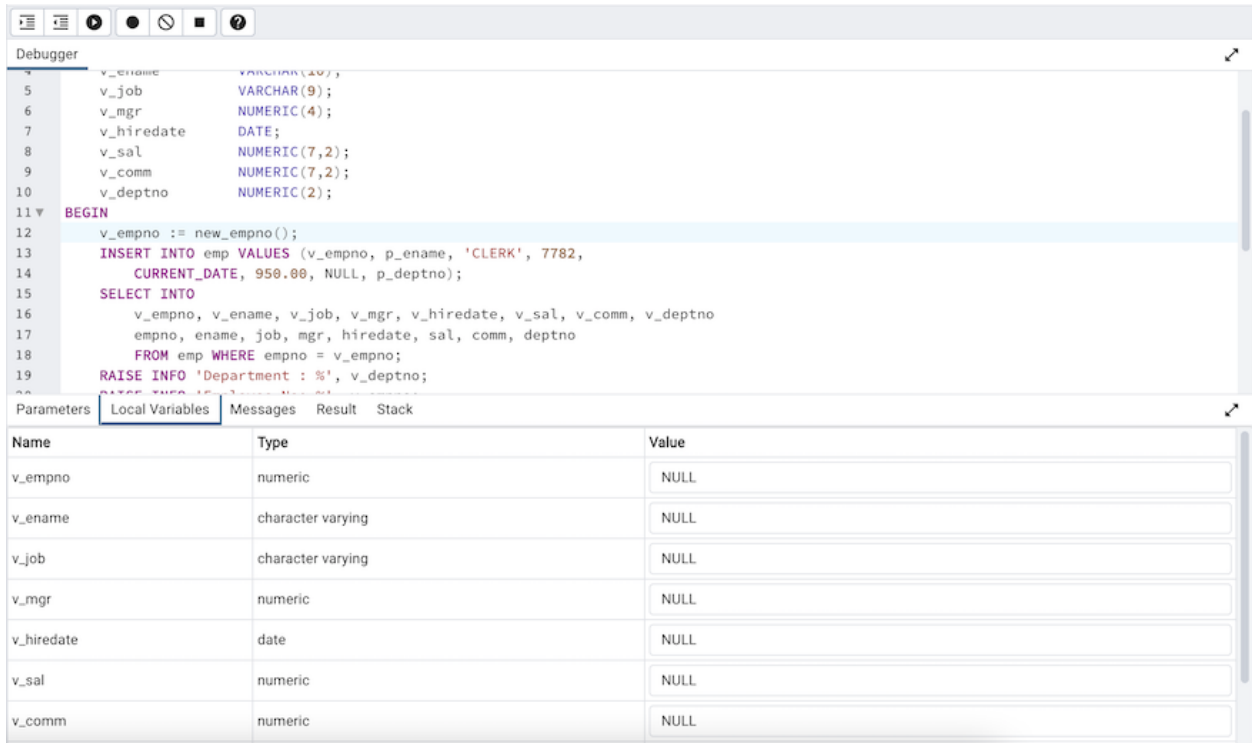 Debugger
4 v_ename VARCHAR(10);
5 v_job VARCHAR(9);
6 v_mgr NUMERIC(4);
7 v_hiredate DATE;
8 v_sal NUMERIC(7,2);
9 v_comm NUMERIC(7,2);
10 v_deptno NUMERIC(2);
11 BEGIN
12 v_empno := new_empno();
13 INSERT INTO emp VALUES (v_empno, p_ename, 'CLERK', 7782,
14 CURRENT_DATE, 950.00, NULL, p_deptno);
15 SELECT INTO
16 v_empno, v_ename, v_job, v_mgr, v_hiredate, v_sal, v_comm, v_deptno
17 empno, ename, job, mgr, hiredate, sal, comm, deptno
18 FROM emp WHERE empno = v_empno;
19 RAISE INFO 'Department : %', v_deptno;
Parameters Local Variables Messages Result Stack
Name Type Value
v_empno numeric NULL
v_ename character varying NULL
v_job character varying NULL
v_mgr numeric NULL
v_hiredate date NULL
v_sal numeric NULL
v_comm numeric NULL